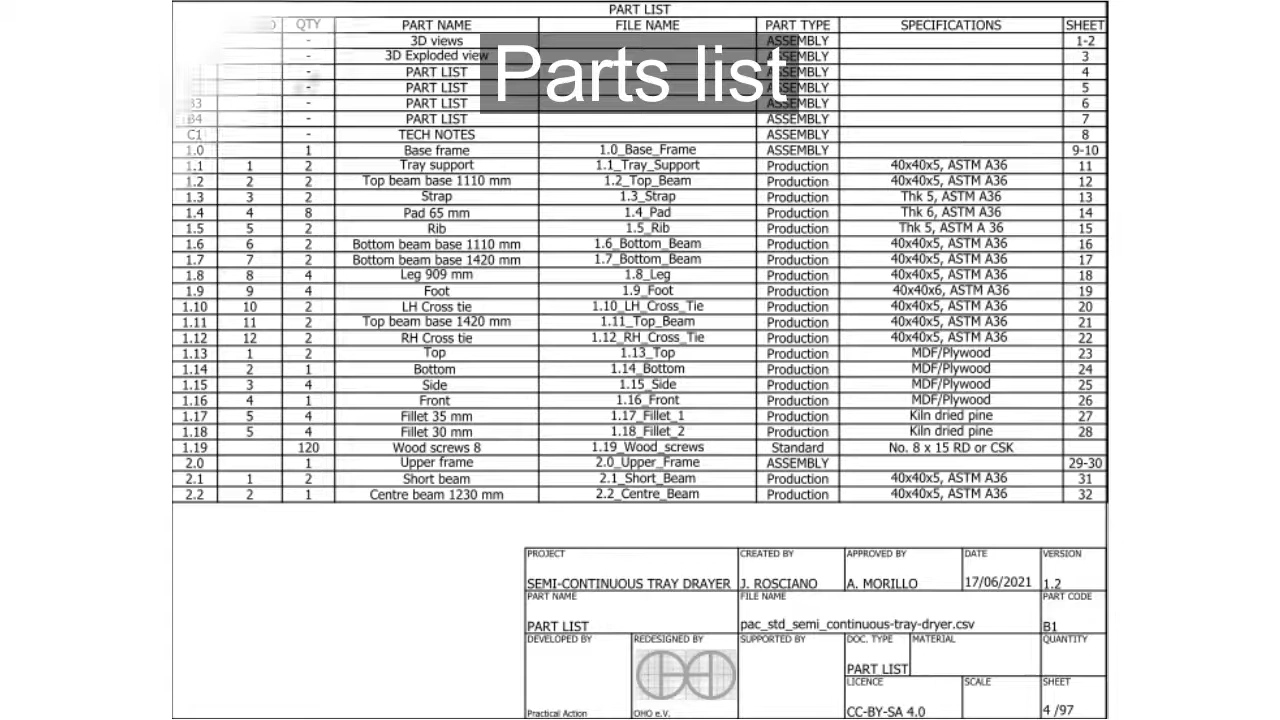 PART LIST
QTY PART NAME FILE NAME PART TYPE SPECIFICATIONS SHEET
- 3D views ASSEMBLY 1-2
- 3D Exploded view ASSEMBLY 3
Parts list
- PART LIST ASSEMBLY 4
- PART LIST ASSEMBLY 5
B3 - PART LIST ASSEMBLY 6
B4 - PART LIST ASSEMBLY 7
C1 - TECH NOTES ASSEMBLY 8
1.0 1 Base frame 1.0_Base_Frame ASSEMBLY 9-10
1.1 1 2 Tray support 1.1_Tray_Support Production 40x40x5, ASTM A36 11
1.2 2 2 Top beam base 1110 mm 1.2_Top_Beam Production 40x40x5, ASTM A36 12
1.3 3 2 Strap 1.3_Strap Production Thk 5, ASTM A36 13
1.4 4 8 Pad 65 mm 1.4_Pad Production Thk 6, ASTM A36 14
1.5 5 2 Rib 1.5_Rib Production Thk 5, ASTM A 36 15
1.6 6 2 Bottom beam base 1110 mm 1.6_Bottom_Beam Production 40x40x5, ASTM A36 16
1.7 7 2 Bottom beam base 1420 mm 1.7_Bottom_Beam Production 40x40x5, ASTM A36 17
1.8 8 4 Leg 909 mm 1.8_Leg Production 40x40x5, ASTM A36 18
1.9 9 4 Foot 1.9_Foot Production 40x40x6, ASTM A36 19
1.10 10 2 LH Cross tie 1.10_LH_Cross_Tie Production 40x40x5, ASTM A36 20
1.11 11 2 Top beam base 1420 mm 1.11_Top_Beam Production 40x40x5, ASTM A36 21
1.12 12 2 RH Cross tie 1.12_RH_Cross_Tie Production 40x40x5, ASTM A36 22
1.13 1 2 Top 1.13_Top Production MDF/Plywood 23
1.14 2 1 Bottom 1.14_Bottom Production MDF/Plywood 24
1.15 3 4 Side 1.15_Side Production MDF/Plywood 25
1.16 4 1 Front 1.16_Front Production MDF/Plywood 26
1.17 5 4 Fillet 35 mm 1.17_Fillet_1 Production Kiln dried pine 27
1.18 5 4 Fillet 30 mm 1.18_Fillet_2 Production Kiln dried pine 28
1.19 120 Wood screws 8 1.19_Wood_screws Standard No. 8 x 15 RD or CSK
2.0 1 Upper frame 2.0_Upper_Frame ASSEMBLY 29-30
2.1 1 2 Short beam 2.1_Short_Beam Production 40x40x5, ASTM A36 31
2.2 2 1 Centre beam 1230 mm 2.2_Centre_Beam Production 40x40x5, ASTM A36 32
PROJECT CREATED BY APPROVED BY DATE VERSION
SEMI-CONTINUOUS TRAY DRAYER J. ROSCIANO A. MORILLO 17/06/2021 1.2
PART NAME FILE NAME PART CODE
PART LIST pac_std_semi_continuous-tray-dryer.csv B1
DEVELOPED BY REDESIGNED BY SUPPORTED BY DOC. TYPE MATERIAL QUANTITY
PART LIST
LICENCE SCALE SHEET
Practical Action OHO e.V. CC-BY-SA 4.0 4 /97